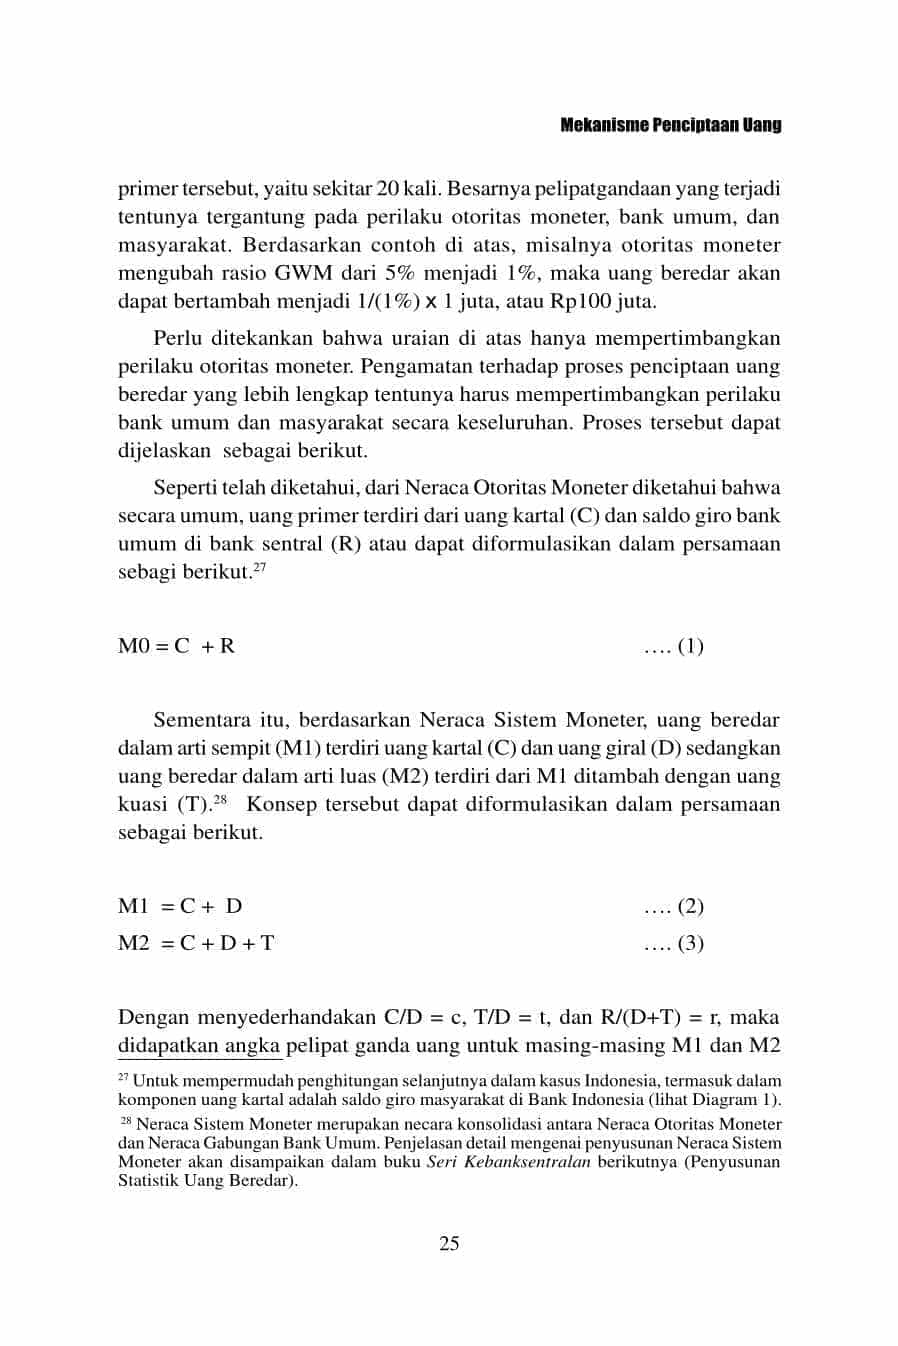 Mekanisme Penciptaan Uang
primer tersebut, yaitu sekitar 20 kali. Besarnya pelipatgandaan yang terjadi
tentunya tergantung pada perilaku otoritas moneter, bank umum, dan
masyarakat. Berdasarkan contoh di atas, misalnya otoritas moneter
mengubah rasio GWM dari 5% menjadi 1%, maka uang beredar akan
dapat bertambah menjadi 1/(1%) x 1 juta, atau Rp100 juta.
Perlu ditekankan bahwa uraian di atas hanya mempertimbangkan
perilaku otoritas moneter. Pengamatan terhadap proses penciptaan uang
beredar yang lebih lengkap tentunya harus mempertimbangkan perilaku
bank umum dan masyarakat secara keseluruhan. Proses tersebut dapat
dijelaskan sebagai berikut.
Seperti telah diketahui, dari Neraca Otoritas Moneter diketahui bahwa
secara umum, uang primer terdiri dari uang kartal (C) dan saldo giro bank
umum di bank sentral (R) atau dapat diformulasikan dalam persamaan
sebagi berikut.27
M0 = C + R .... (1)
Sementara itu, berdasarkan Neraca Sistem Moneter, uang beredar
dalam arti sempit (M1) terdiri uang kartal (C) dan uang giral (D) sedangkan
uang beredar dalam arti luas (M2) terdiri dari M1 ditambah dengan uang
kuasi (T).28 Konsep tersebut dapat diformulasikan dalam persamaan
sebagai berikut.
M1 = C + D .... (2)
M2 = C + D + T .... (3)
Dengan menyederhandakan C/D = c, T/D = t, dan R/(D+T) = r, maka
didapatkan angka pelipat ganda uang untuk masing-masing M1 dan M2
27 Untuk mempermudah penghitungan selanjutnya dalam kasus Indonesia, termasuk dalam
komponen uang kartal adalah saldo giro masyarakat di Bank Indonesia (lihat Diagram 1).
28 Neraca Sistem Moneter merupakan necara konsolidasi antara Neraca Otoritas Moneter
dan Neraca Gabungan Bank Umum. Penjelasan detail mengenai penyusunan Neraca Sistem
Moneter akan disampaikan dalam buku Seri Kebanksentralan berikutnya (Penyusunan
Statistik Uang Beredar).
25